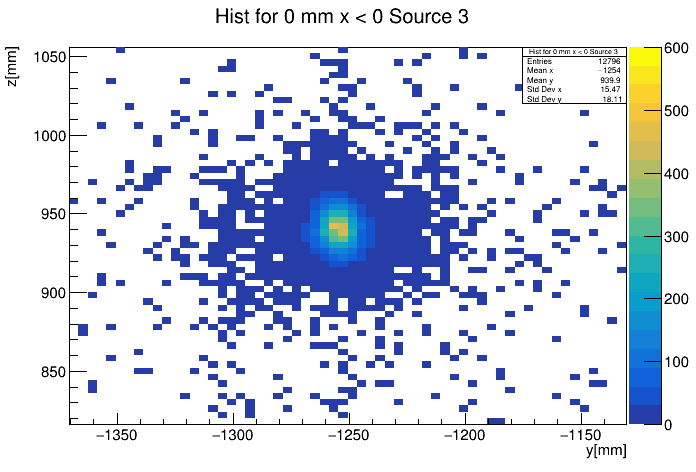 Hist for 0 mm x < 0 Source 3
z[mm]
Hist for 0 mm x < 0 Source 3
Entries 12796
Mean x −1254
Mean y 939.9
Std Dev x 15.47
Std Dev y 18.11
1050
1000
950
900
850
600
500
400
300
200
100
0
−1350 −1300 −1250 −1200 −1150
y[mm]